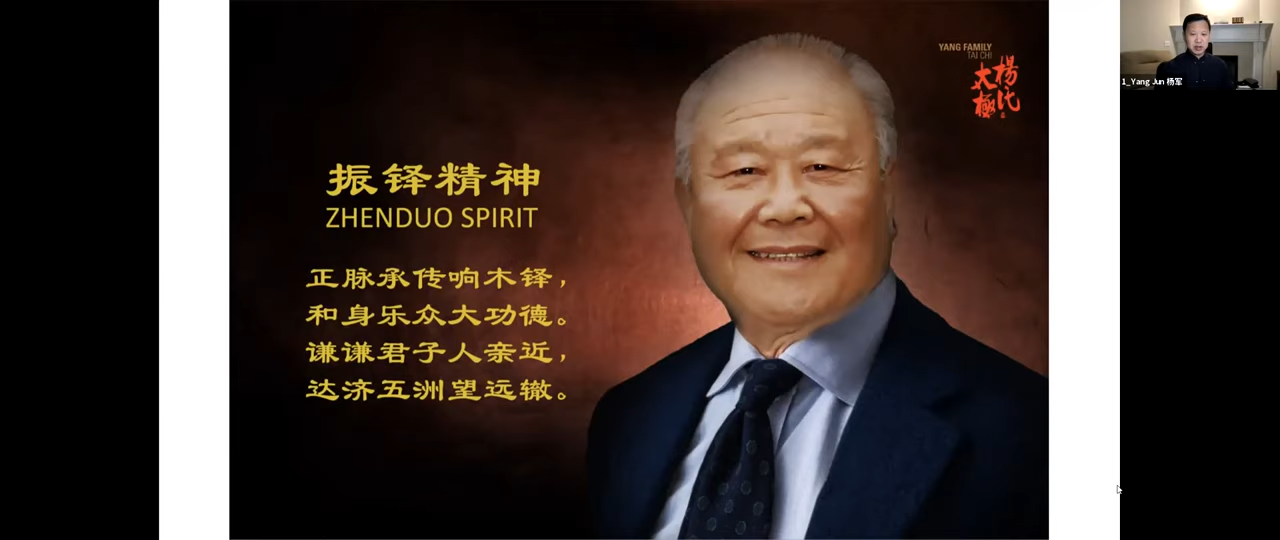 振铎精神
ZHENDUO SPIRIT
正脉承传响木铎，
和身乐众大功德。
谦谦君子人亲近，
达济五洲望远辙。
YANG FAMILY
TAI CHI
楊氏
太極
1_Yang Jun 杨军